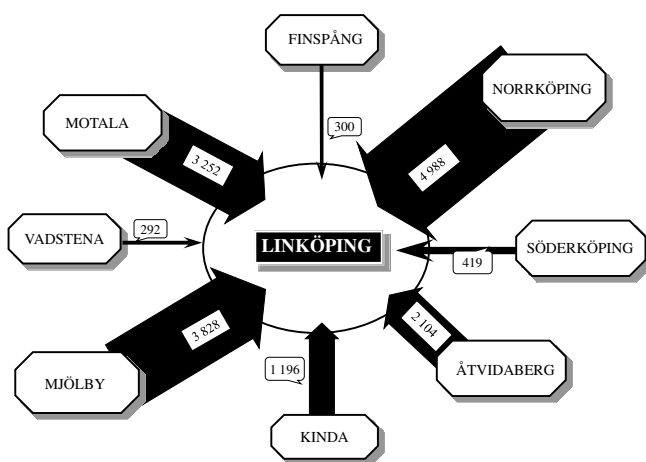 FINSPÅNG
NORRKÖPING
MOTALA
300
3 252
4 988
VADSTENA
292
LINKÖPING
SÖDERKÖPING
419
3 828
2 104
1 196
MJÖLBY
ÅTVIDABERG
KINDA